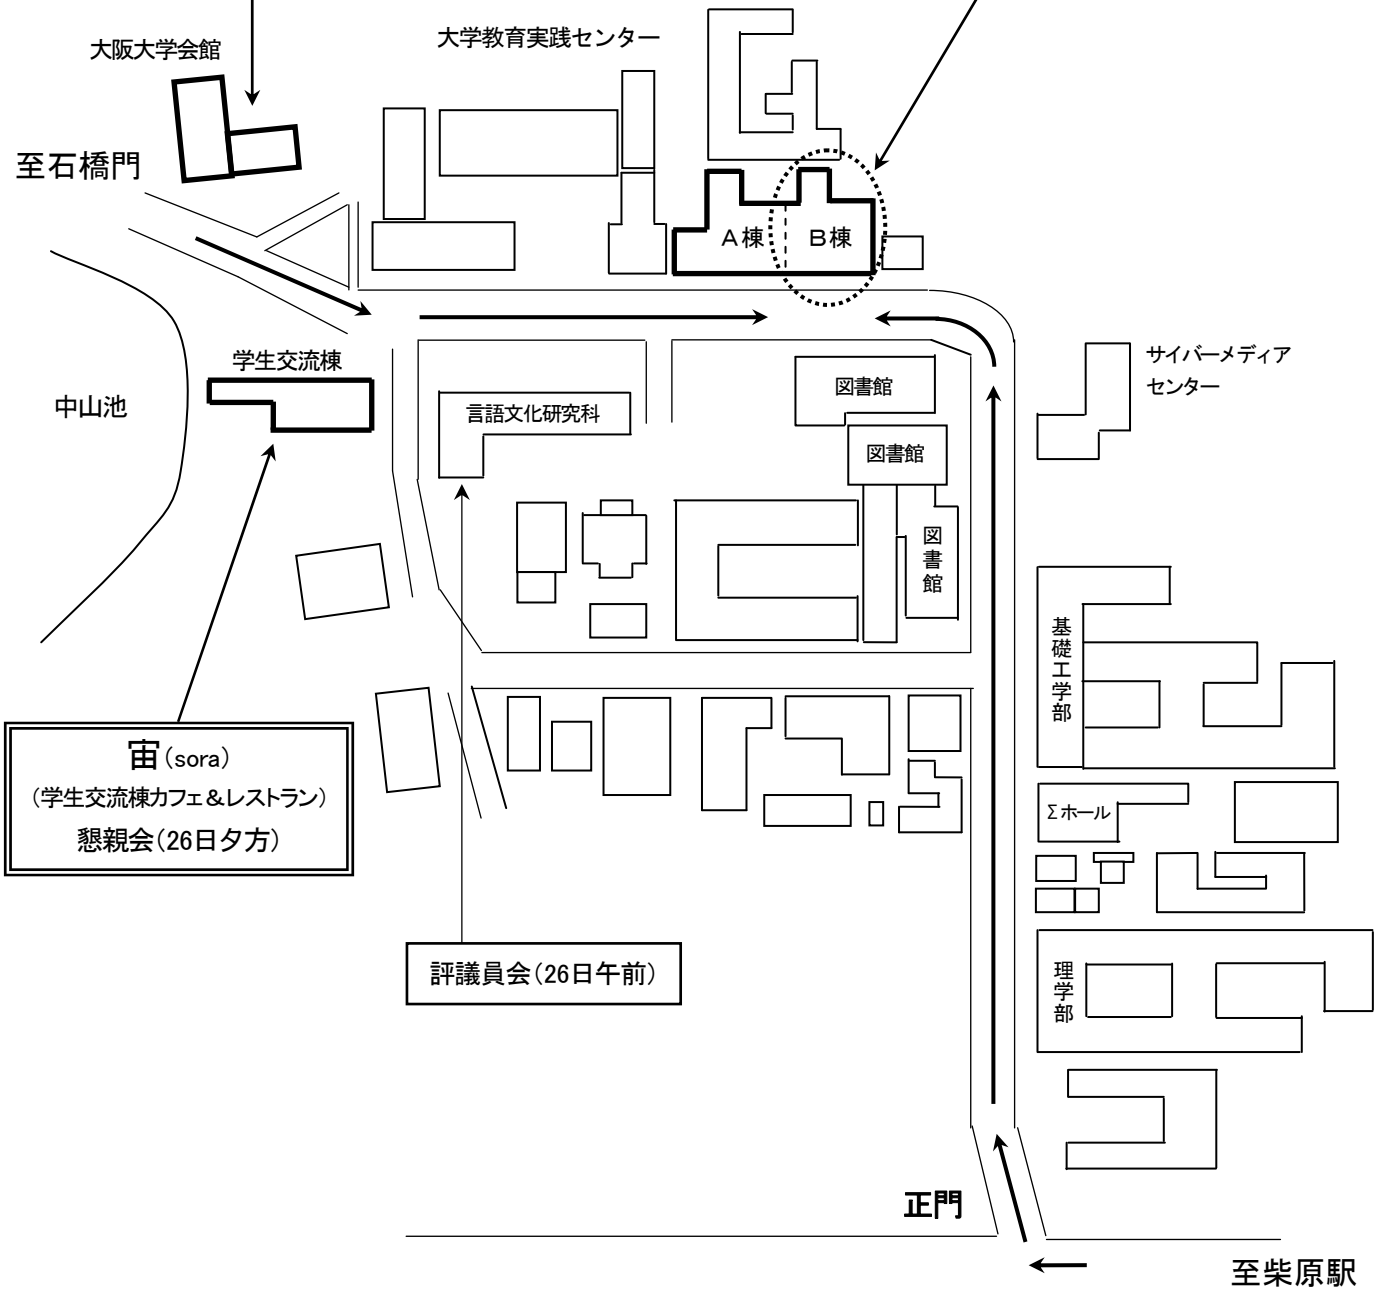 大学教育実践センター
大阪大学会館
至石橋門
A棟
B棟
学生交流棟
サイバーメディア
センター
中山池
図書館
言語文化研究科
図書館
図書館
基礎工学部
宙(sora)
(学生交流棟カフェ&レストラン)
懇親会(26日夕方)
Σホール
評議員会(26日午前)
理学部
正門
至柴原駅